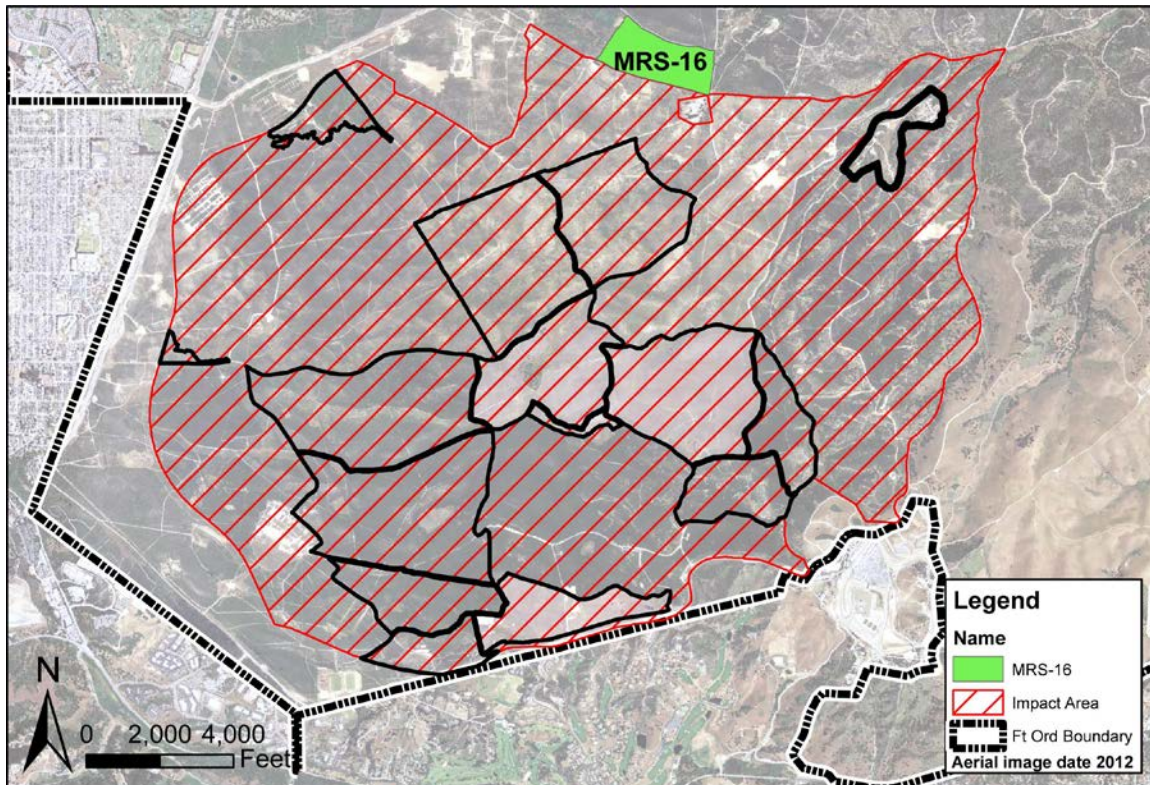 MRS-16
N
0 2,000 4,000
Feet
Legend
Name
MRS-16
Impact Area
Ft Ord Boundary
Aerial image date 2012